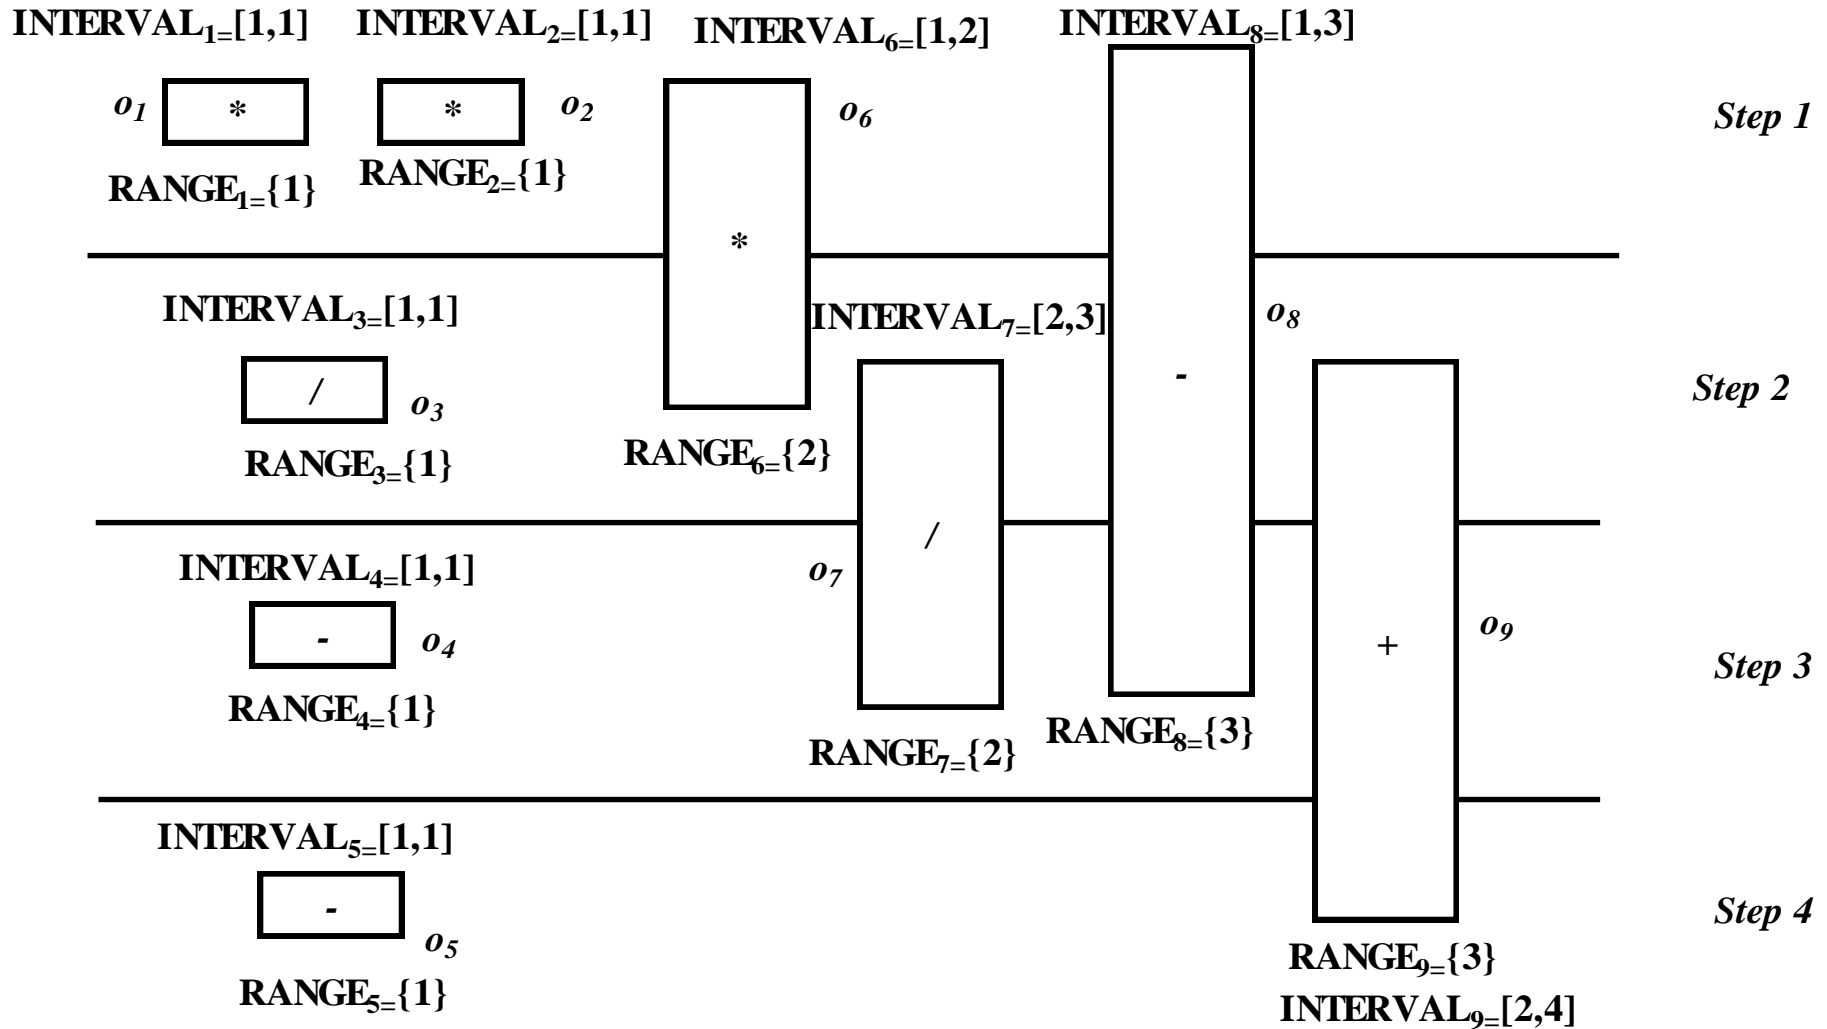 INTERVAL1=[1,1] INTERVAL2=[1,1] INTERVAL6=[1,2] INTERVAL8=[1,3]
o1 * * o2 o6 Step 1
RANGE1={1} RANGE2={1}
*
INTERVAL3=[1,1] INTERVAL7=[2,3] o8
/ o3 - Step 2
RANGE3={1} RANGE6={2}
/
INTERVAL4=[1,1] o7
- o4 + o9 Step 3
RANGE4={1} RANGE7={2} RANGE8={3}
INTERVAL5=[1,1]
- o5 Step 4
RANGE5={1} RANGE9={3}
INTERVAL9=[2,4]